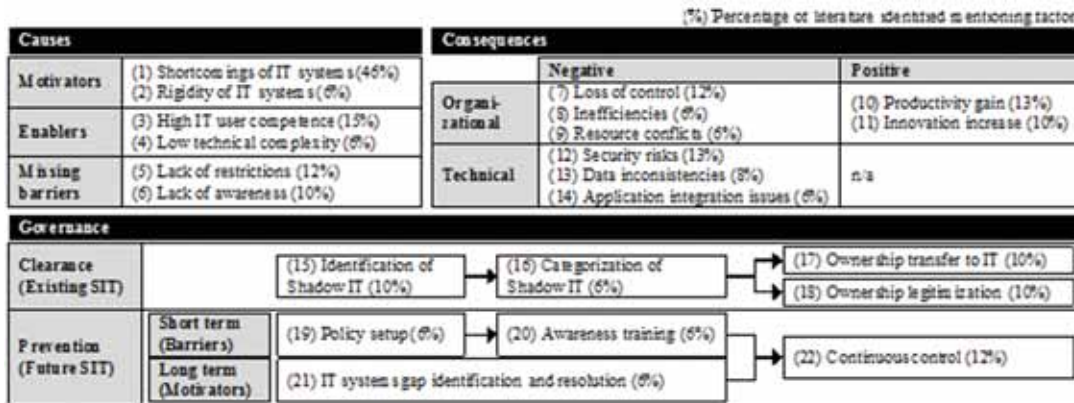 (%) Percentage of literature identified mentioning factor
Causes
Motivators
(1) Shortcomings of IT systems (46%)
(2) Rigidity of IT systems (6%)
Enablers
(3) High IT user competence (15%)
(4) Low technical complexity (6%)
Missing
barriers
(5) Lack of restrictions (12%)
(6) Lack of awareness (10%)
Consequences
Negative
Positive
Organi-
zational
(7) Loss of control (12%)
(8) Inefficiencies (6%)
(9) Resource conflicts (6%)
(10) Productivity gain (13%)
(11) Innovation increase (10%)
Technical
(12) Security risks (13%)
(13) Data inconsistencies (8%)
(14) Application integration issues (6%)
n/a
Governance
Clearance
(Existing SIT)
(15) Identification of
Shadow IT (10%)
(16) Categorization of
Shadow IT (6%)
(17) Ownership transfer to IT (10%)
(18) Ownership legitimization (10%)
Prevention
(Future SIT)
Short term
(Barriers)
(19) Policy setup (6%)
(20) Awareness training (6%)
Long term
(Motivators)
(21) IT systems gap identification and resolution (6%)
(22) Continuous control (12%)